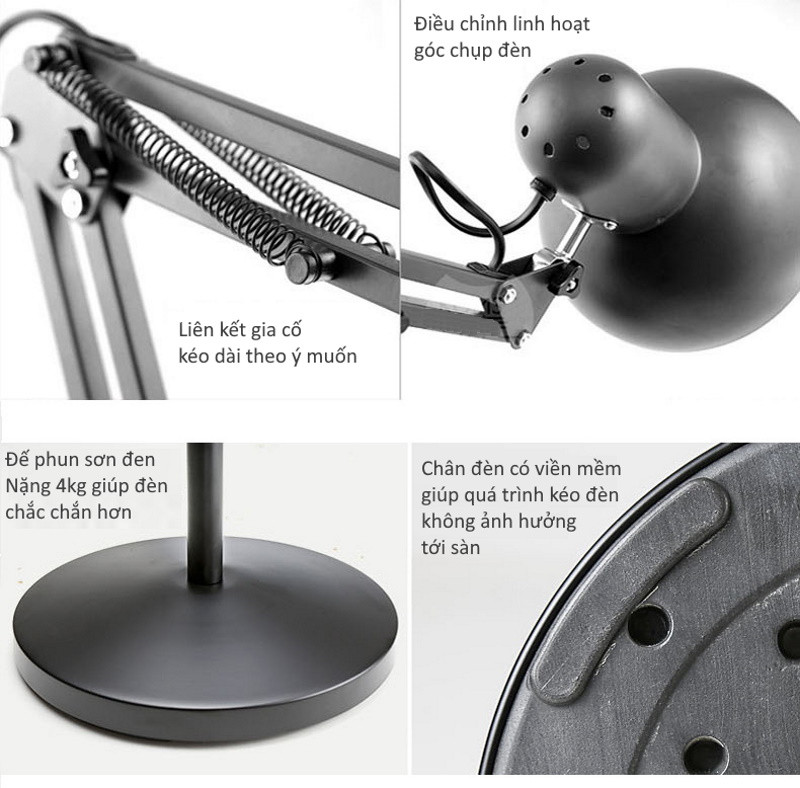 Điều chỉnh linh hoạt
góc chụp đèn
Liên kết gia cố
kéo dài theo ý muốn
Đế phun sơn đen
Nặng 4kg giúp đèn
chắc chắn hơn
Chân đèn có viền mềm
giúp quá trình kéo đèn
không ảnh hưởng
tới sàn